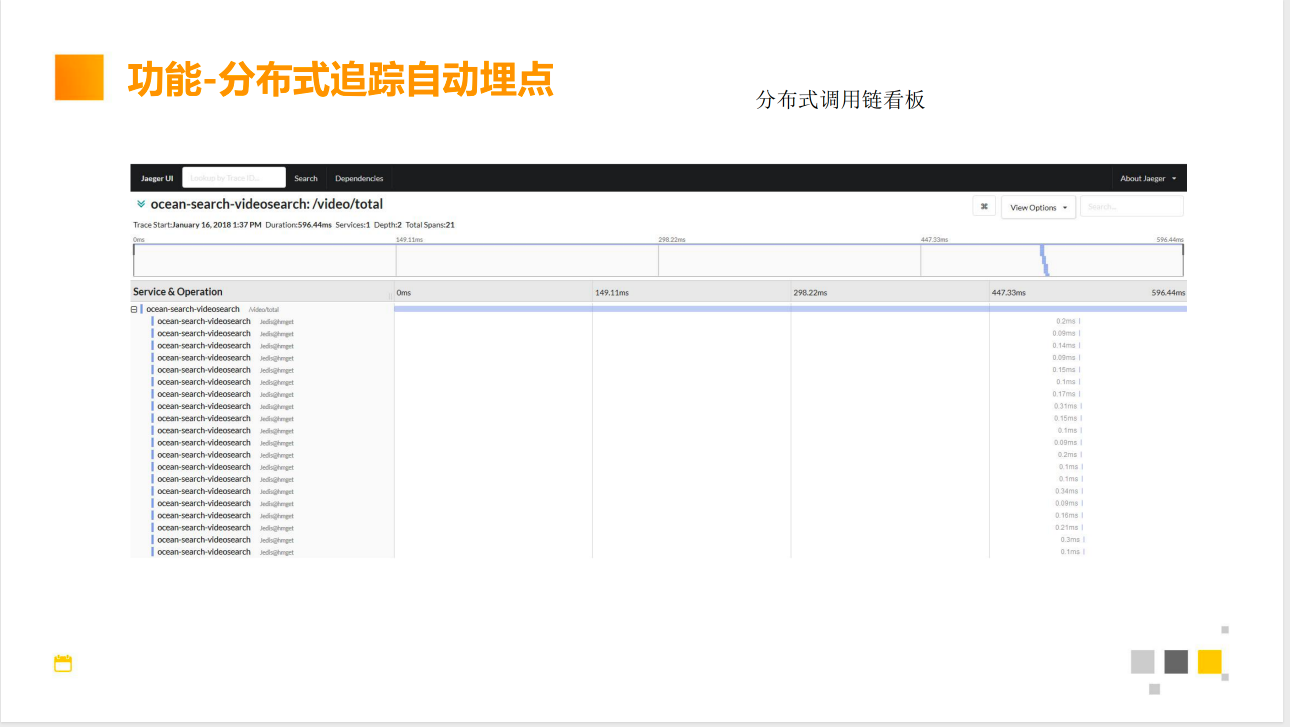 功能-分布式追踪自动埋点
分布式调用链看板
Jaeger UI Lookup by Trace ID... Search Dependencies About Jaeger
ocean-search-videosearch: /video/total View Options Search...
Trace Start:January 16, 2018 1:37 PM Duration:596.44ms Services:1 Depth:2 Total Spans:21
0ms 149.11ms 298.22ms 447.33ms 596.44ms
Service & Operation 0ms 149.11ms 298.22ms 447.33ms 596.44ms
ocean-search-videosearch /video/total
ocean-search-videosearch Jedis@hmget 0.2ms
ocean-search-videosearch Jedis@hmget 0.09ms
ocean-search-videosearch Jedis@hmget 0.14ms
ocean-search-videosearch Jedis@hmget 0.09ms
ocean-search-videosearch Jedis@hmget 0.15ms
ocean-search-videosearch Jedis@hmget 0.1ms
ocean-search-videosearch Jedis@hmget 0.17ms
ocean-search-videosearch Jedis@hmget 0.31ms
ocean-search-videosearch Jedis@hmget 0.15ms
ocean-search-videosearch Jedis@hmget 0.1ms
ocean-search-videosearch Jedis@hmget 0.09ms
ocean-search-videosearch Jedis@hmget 0.2ms
ocean-search-videosearch Jedis@hmget 0.1ms
ocean-search-videosearch Jedis@hmget 0.1ms
ocean-search-videosearch Jedis@hmget 0.34ms
ocean-search-videosearch Jedis@hmget 0.09ms
ocean-search-videosearch Jedis@hmget 0.15ms
ocean-search-videosearch Jedis@hmget 0.21ms
ocean-search-videosearch Jedis@hmget 0.3ms
ocean-search-videosearch Jedis@hmget 0.1ms